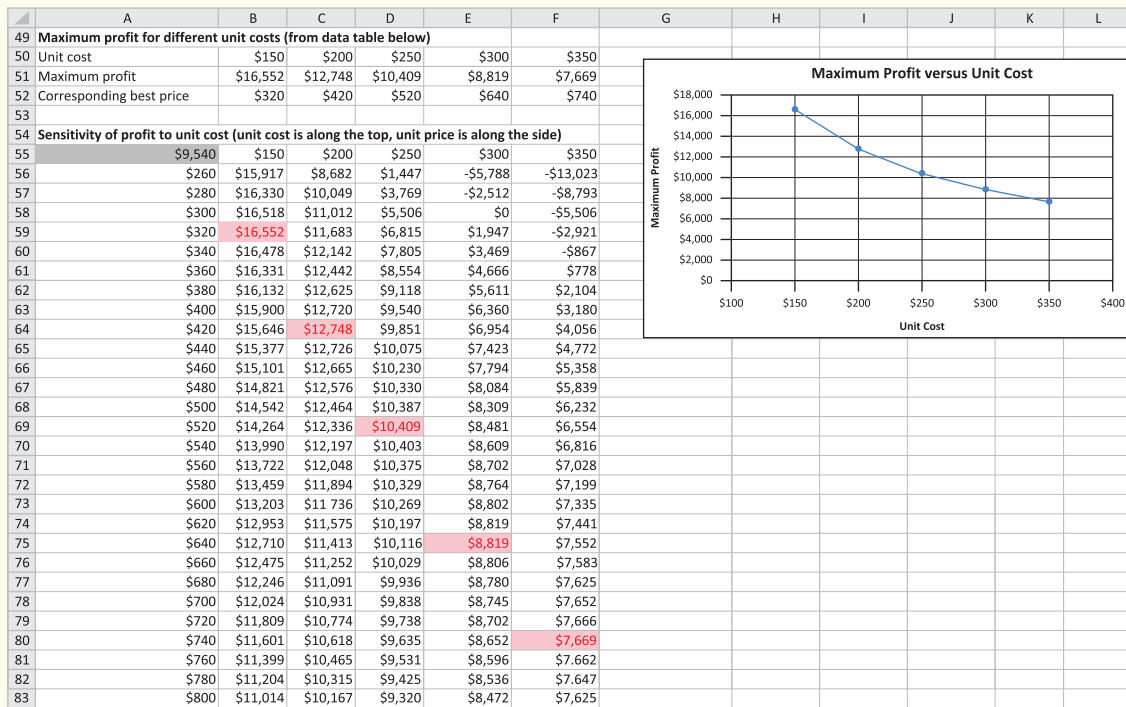 A B C D E F G H I J K L
49 Maximum profit for different unit costs (from data table below)
50 Unit cost $150 $200 $250 $300 $350
51 Maximum profit $16,552 $12,748 $10,409 $8,819 $7,669
52 Corresponding best price $320 $420 $520 $640 $740
53
54 Sensitivity of profit to unit cost (unit cost is along the top, unit price is along the side)
55 $9,540 $150 $200 $250 $300 $350
56 $260 $15,917 $8,682 $1,447 -$5,788 -$13,023
57 $280 $16,330 $10,049 $3,769 -$2,512 -$8,793
58 $300 $16,518 $11,012 $5,506 $0 -$5,506
59 $320 $16,552 $11,683 $6,815 $1,947 -$2,921
60 $340 $16,478 $12,142 $7,805 $3,469 -$867
61 $360 $16,331 $12,442 $8,554 $4,666 $778
62 $380 $16,132 $12,625 $9,118 $5,611 $2,104
63 $400 $15,900 $12,720 $9,540 $6,360 $3,180
64 $420 $15,646 $12,748 $9,851 $6,954 $4,056
65 $440 $15,377 $12,726 $10,075 $7,423 $4,772
66 $460 $15,101 $12,665 $10,230 $7,794 $5,358
67 $480 $14,821 $12,576 $10,330 $8,084 $5,839
68 $500 $14,542 $12,464 $10,387 $8,309 $6,232
69 $520 $14,264 $12,336 $10,409 $8,481 $6,554
70 $540 $13,990 $12,197 $10,403 $8,609 $6,816
71 $560 $13,722 $12,048 $10,375 $8,702 $7,028
72 $580 $13,459 $11,894 $10,329 $8,764 $7,199
73 $600 $13,203 $11 736 $10,269 $8,802 $7,335
74 $620 $12,953 $11,575 $10,197 $8,819 $7,441
75 $640 $12,710 $11,413 $10,116 $8,819 $7,552
76 $660 $12,475 $11,252 $10,029 $8,806 $7,583
77 $680 $12,246 $11,091 $9,936 $8,780 $7,625
78 $700 $12,024 $10,931 $9,838 $8,745 $7,652
79 $720 $11,809 $10,774 $9,738 $8,702 $7,666
80 $740 $11,601 $10,618 $9,635 $8,652 $7,669
81 $760 $11,399 $10,465 $9,531 $8,596 $7.662
82 $780 $11,204 $10,315 $9,425 $8,536 $7.647
83 $800 $11,014 $10,167 $9,320 $8,472 $7,625
Maximum Profit versus Unit Cost
Maximum Profit
$18,000
$16,000
$14,000
$12,000
$10,000
$8,000
$6,000
$4,000
$2,000
$0
$100 $150 $200 $250 $300 $350 $400
Unit Cost